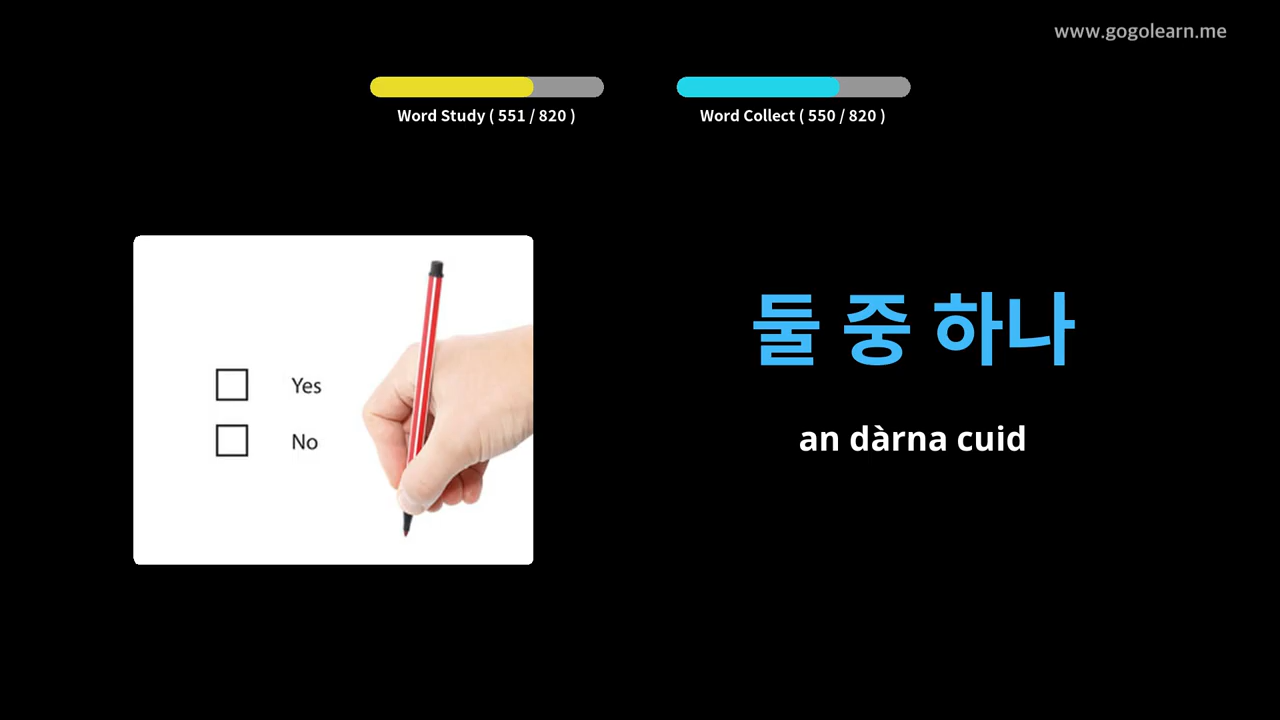 www.gogolearn.me
Word Study ( 551 / 820 )
Word Collect ( 550 / 820 )
Yes
No
둘 중 하나
an dàrna cuid